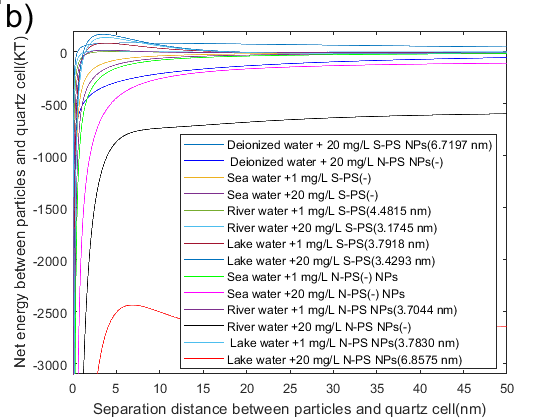 b)
Net energy between particles and quartz cell(KT)
0
-500
-1000
-1500
-2000
-2500
-3000
Deionized water + 20 mg/L S-PS NPs(6.7197 nm)
Deionized water + 20 mg/L N-PS NPs(-)
Sea water +1 mg/L S-PS(-)
Sea water +20 mg/L S-PS(-)
River water +1 mg/L S-PS(4.4815nm)
River water +20 mg/L S-PS(3.1745nm)
Lake water +1 mg/L S-PS(3.7918 nm)
Lake water +20 mg/L S-PS(3.4293 nm)
Sea water +1 mg/L N-PS(-) NPs
Sea water +20 mg/L N-PS(-) NPs
River water +1 mg/L N-PS NPs(3.7044 nm)
River water +20 mg/L N-PS NPs(-)
Lake water +1 mg/L N-PS NPs(3.7830 nm)
Lake water +20 mg/L N-PS NPs(6.8575 nm)
0 5 10 15 20 25 30 35 40 45 50
Separation distance between particles and quartz cell(nm)